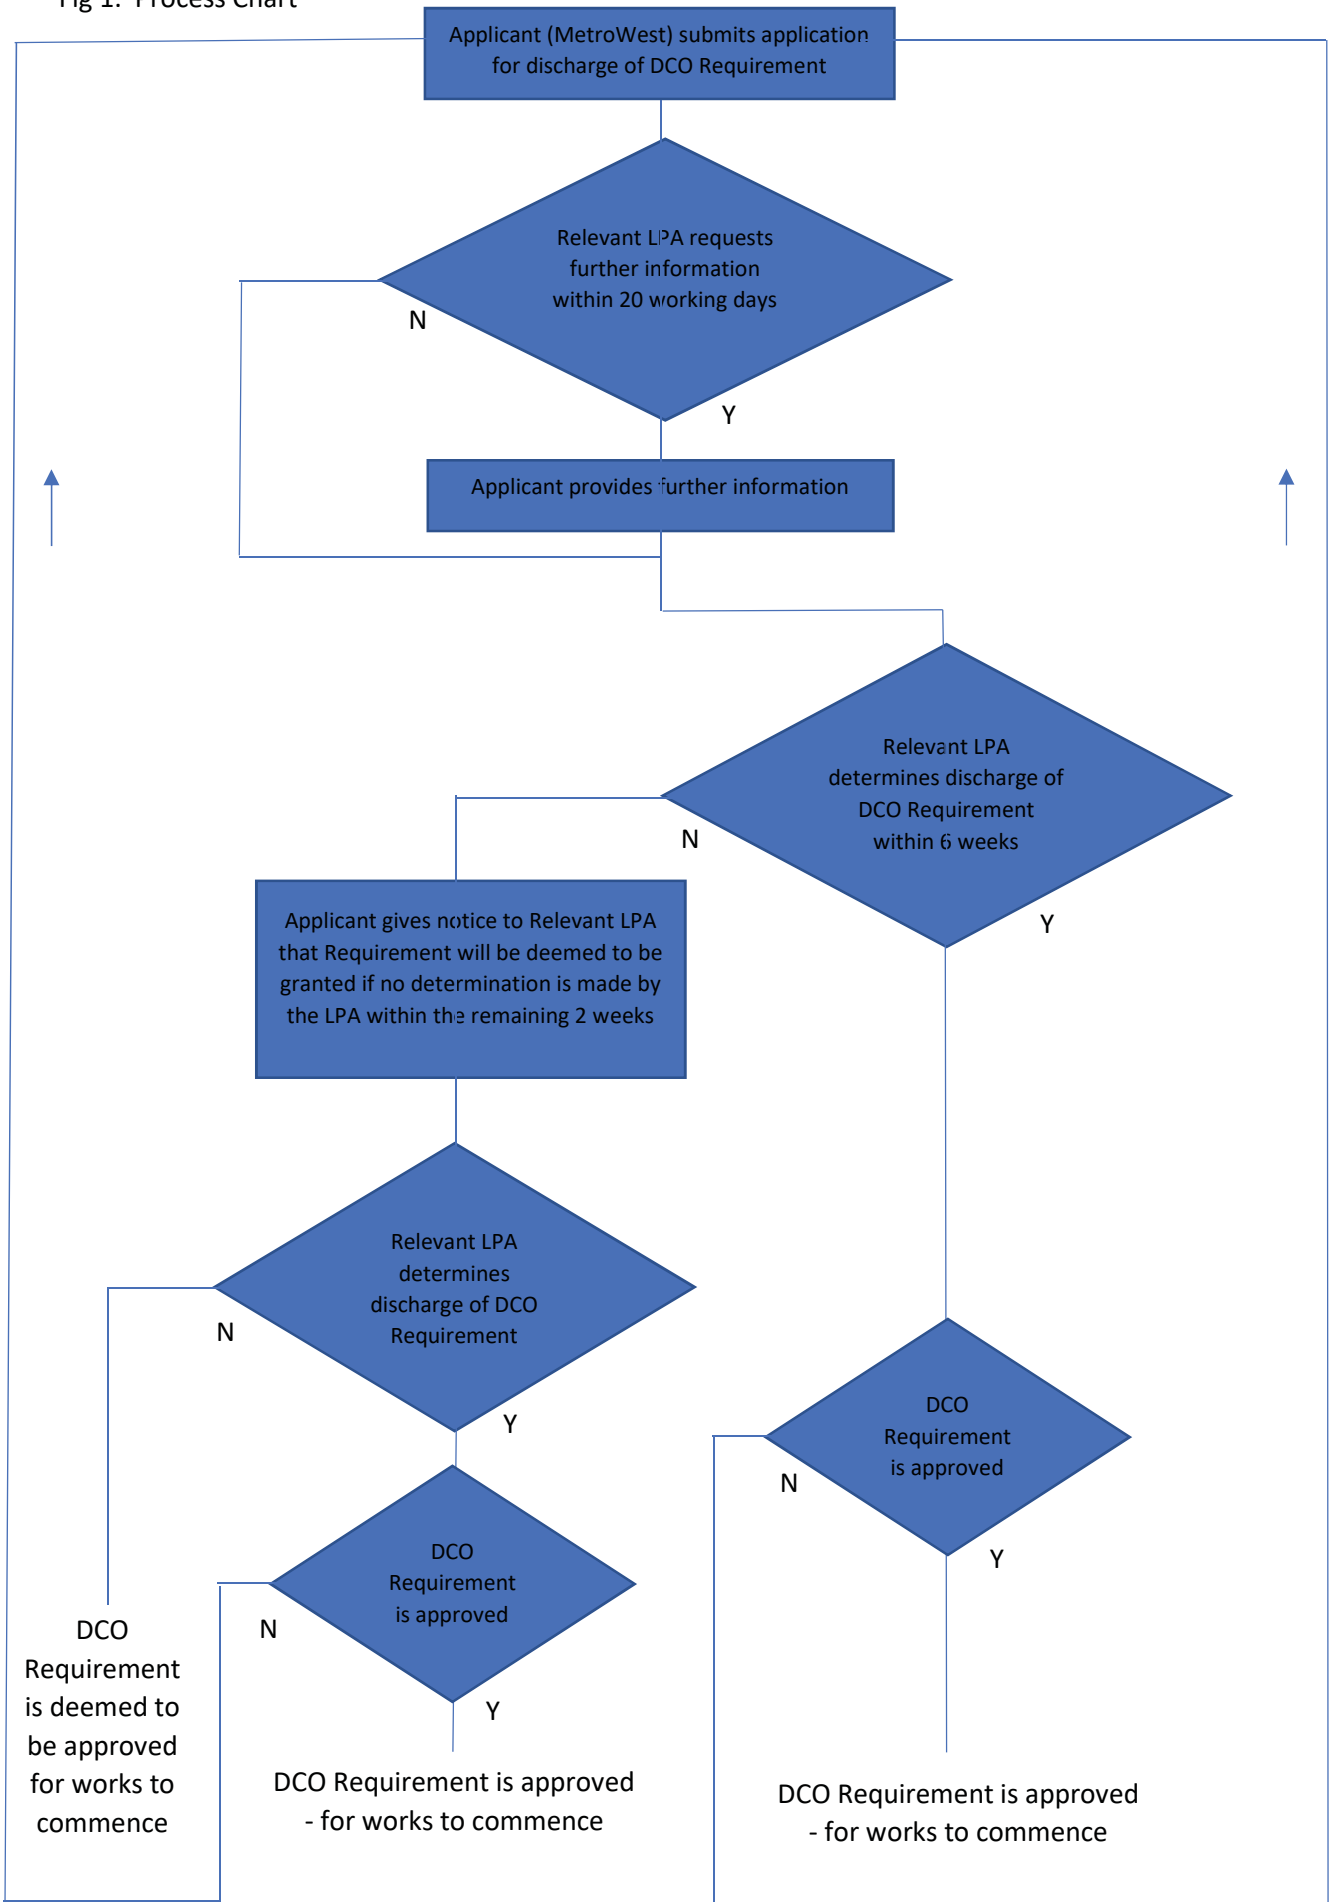 Fig 1. Process Chart
Applicant (MetroWest) submits application
for discharge of DCO Requirement
Relevant LPA requests
further information
within 20 working days
N
Y
Applicant provides further information
Relevant LPA
determines discharge of
DCO Requirement
within 6 weeks
N
Y
Applicant gives notice to Relevant LPA
that Requirement will be deemed to be
granted if no determination is made by
the LPA within the remaining 2 weeks
Relevant LPA
determines
discharge of DCO
Requirement
N
Y
DCO
Requirement
is approved
N
Y
DCO
Requirement
is approved
N
Y
DCO
Requirement
is deemed to
be approved
for works to
commence
DCO Requirement is approved
- for works to commence
DCO Requirement is approved
- for works to commence